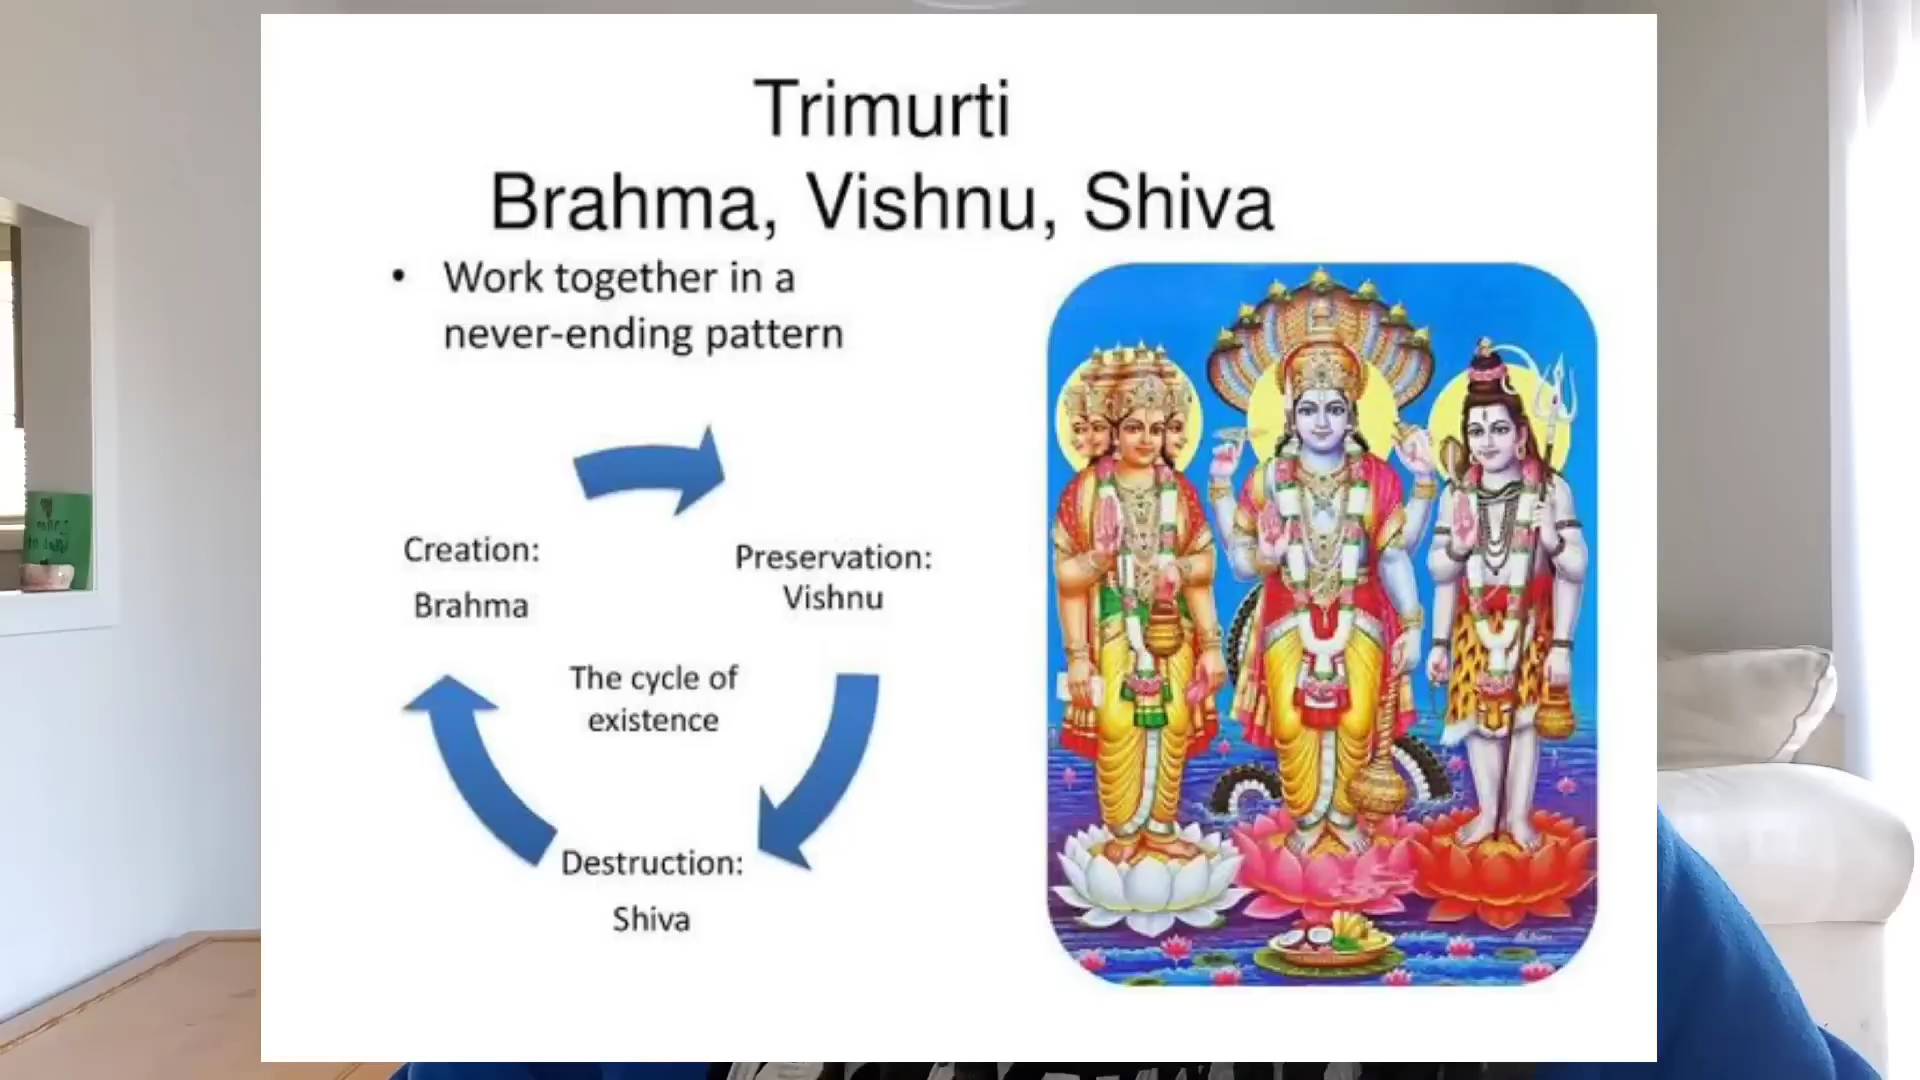 Trimurti
Brahma, Vishnu, Shiva
• Work together in a
never-ending pattern
Creation:
Brahma
Preservation:
Vishnu
The cycle of
existence
Destruction:
Shiva